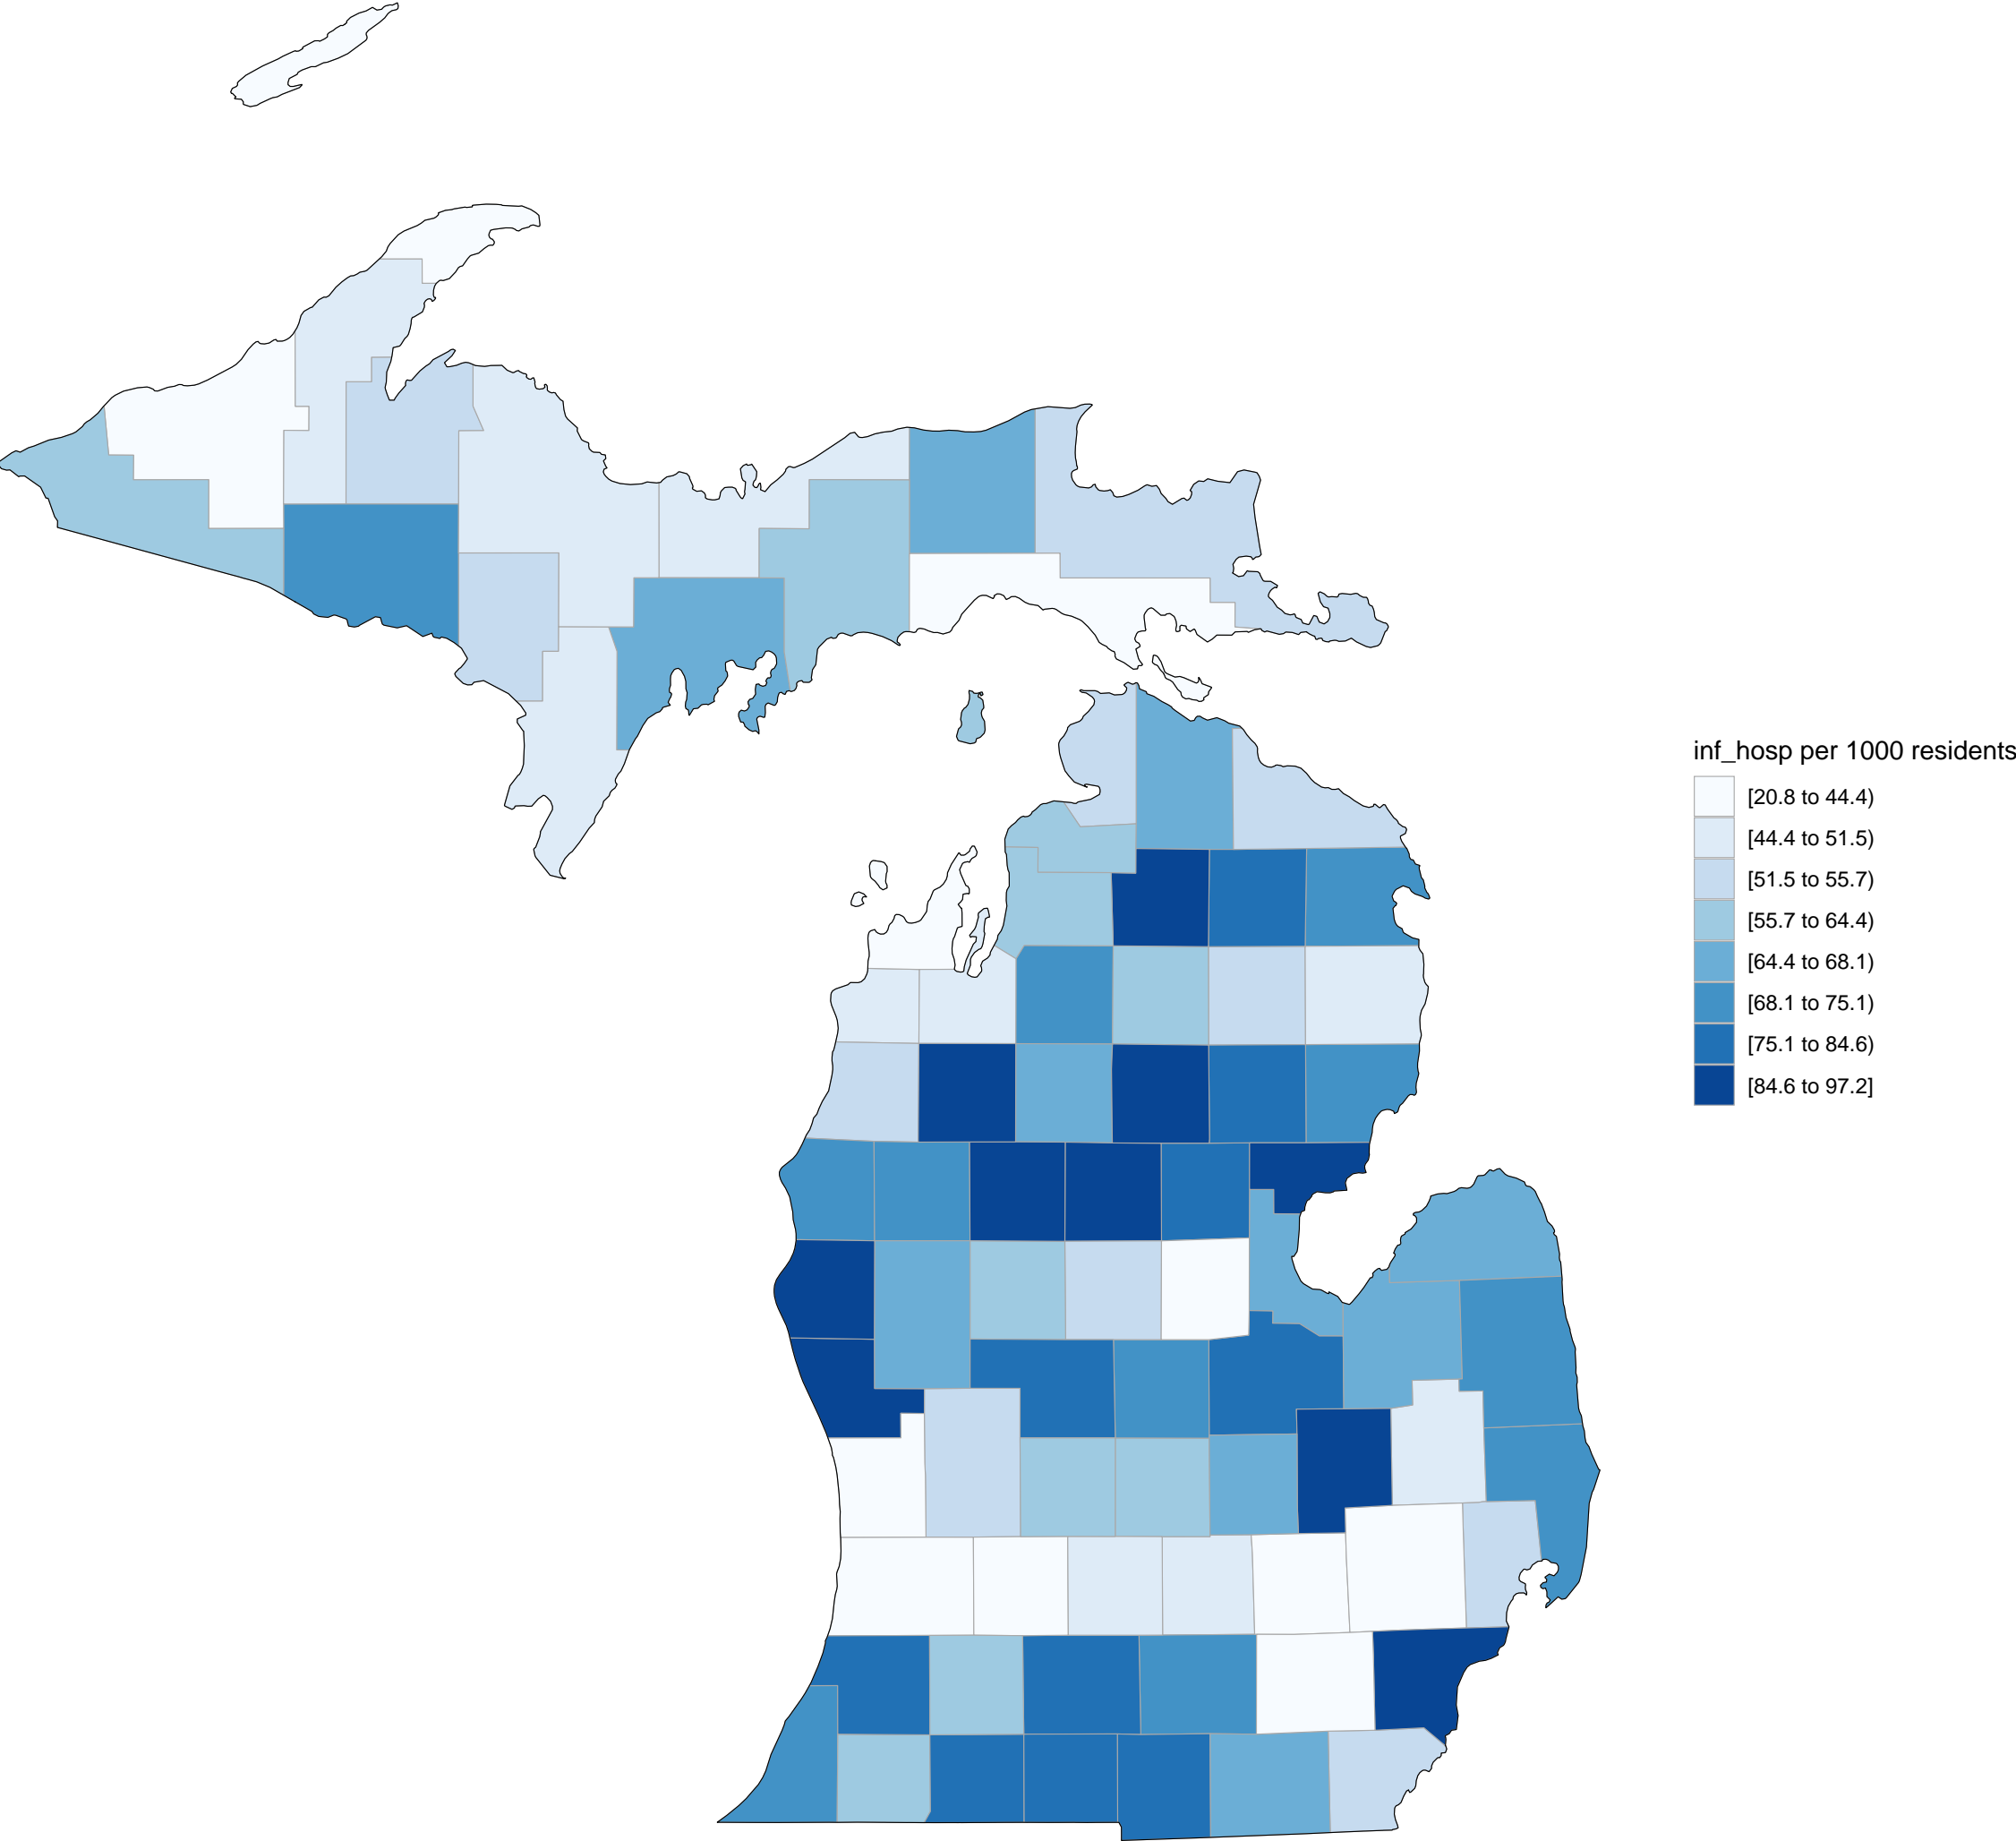 inf_hosp per 1000 residents
[20.8 to 44.4)
[44.4 to 51.5)
[51.5 to 55.7)
[55.7 to 64.4)
[64.4 to 68.1)
[68.1 to 75.1)
[75.1 to 84.6)
[84.6 to 97.2]